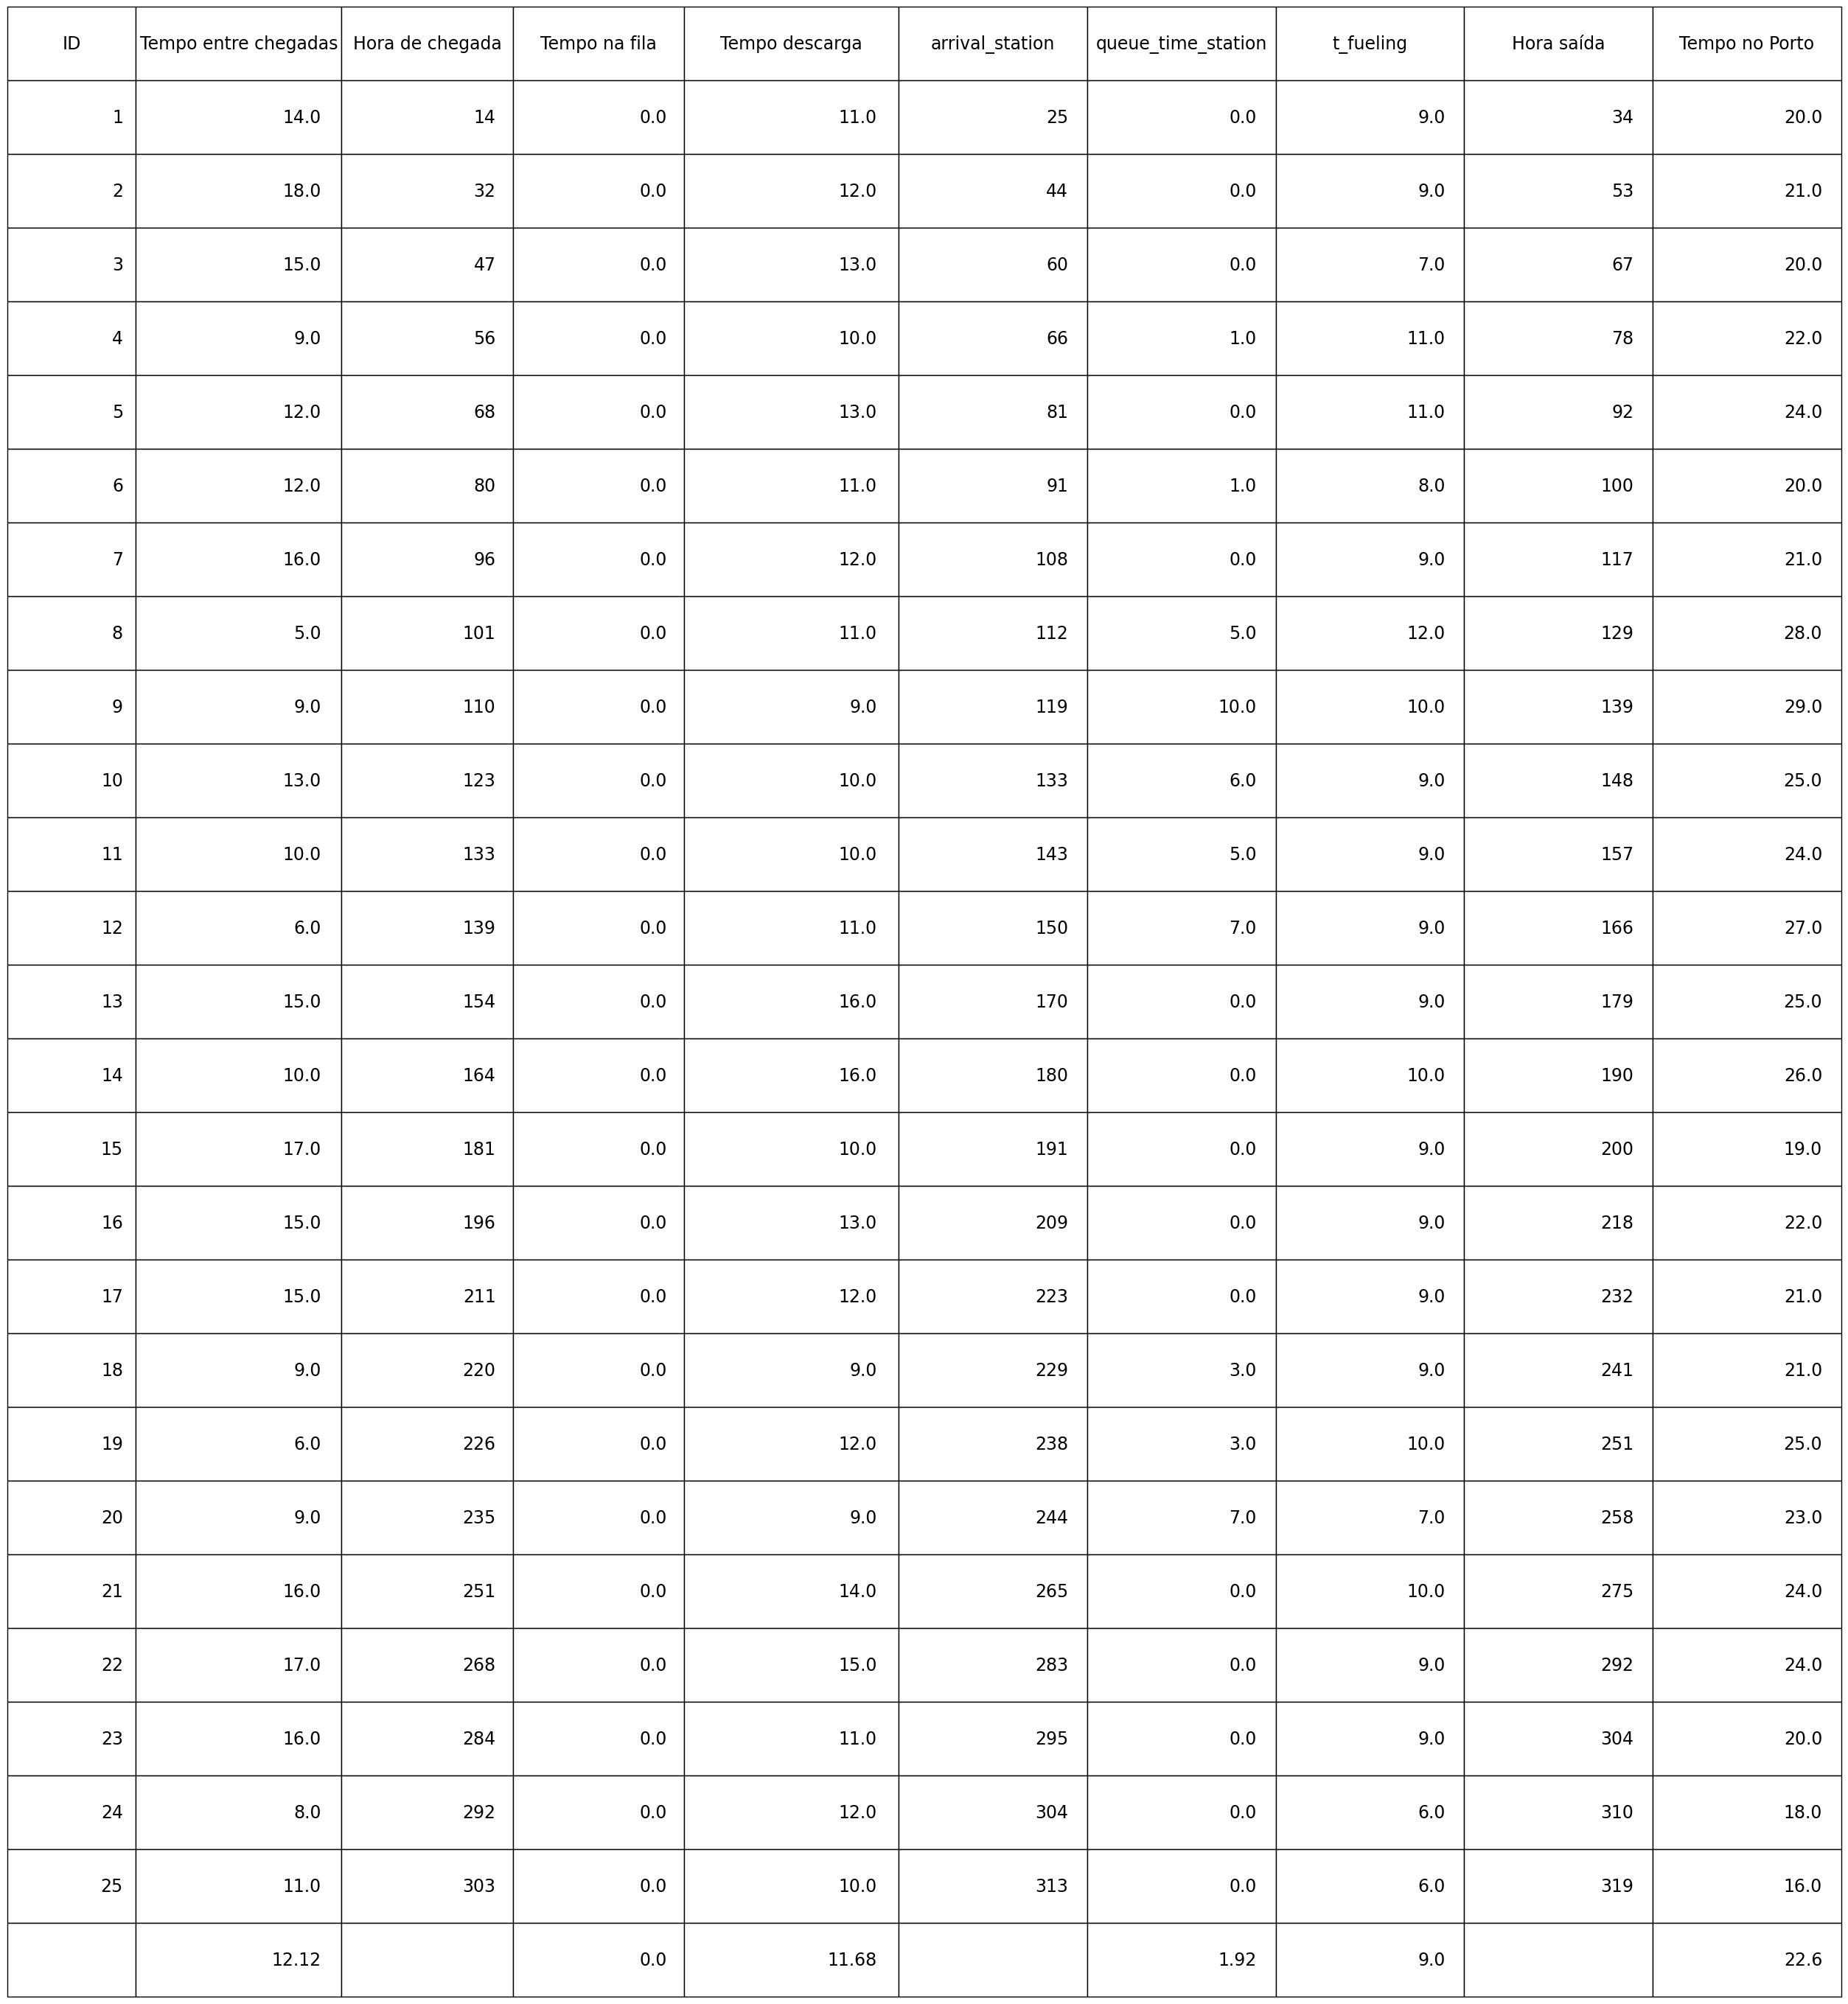 ID Tempo entre chegadas Hora de chegada Tempo na fila Tempo descarga arrival_station queue_time_station t_fueling Hora saída Tempo no Porto
1 14.0 14 0.0 11.0 25 0.0 9.0 34 20.0
2 18.0 32 0.0 12.0 44 0.0 9.0 53 21.0
3 15.0 47 0.0 13.0 60 0.0 7.0 67 20.0
4 9.0 56 0.0 10.0 66 1.0 11.0 78 22.0
5 12.0 68 0.0 13.0 81 0.0 11.0 92 24.0
6 12.0 80 0.0 11.0 91 1.0 8.0 100 20.0
7 16.0 96 0.0 12.0 108 0.0 9.0 117 21.0
8 5.0 101 0.0 11.0 112 5.0 12.0 129 28.0
9 9.0 110 0.0 9.0 119 10.0 10.0 139 29.0
10 13.0 123 0.0 10.0 133 6.0 9.0 148 25.0
11 10.0 133 0.0 10.0 143 5.0 9.0 157 24.0
12 6.0 139 0.0 11.0 150 7.0 9.0 166 27.0
13 15.0 154 0.0 16.0 170 0.0 9.0 179 25.0
14 10.0 164 0.0 16.0 180 0.0 10.0 190 26.0
15 17.0 181 0.0 10.0 191 0.0 9.0 200 19.0
16 15.0 196 0.0 13.0 209 0.0 9.0 218 22.0
17 15.0 211 0.0 12.0 223 0.0 9.0 232 21.0
18 9.0 220 0.0 9.0 229 3.0 9.0 241 21.0
19 6.0 226 0.0 12.0 238 3.0 10.0 251 25.0
20 9.0 235 0.0 9.0 244 7.0 7.0 258 23.0
21 16.0 251 0.0 14.0 265 0.0 10.0 275 24.0
22 17.0 268 0.0 15.0 283 0.0 9.0 292 24.0
23 16.0 284 0.0 11.0 295 0.0 9.0 304 20.0
24 8.0 292 0.0 12.0 304 0.0 6.0 310 18.0
25 11.0 303 0.0 10.0 313 0.0 6.0 319 16.0
12.12 0.0 11.68 1.92 9.0 22.6